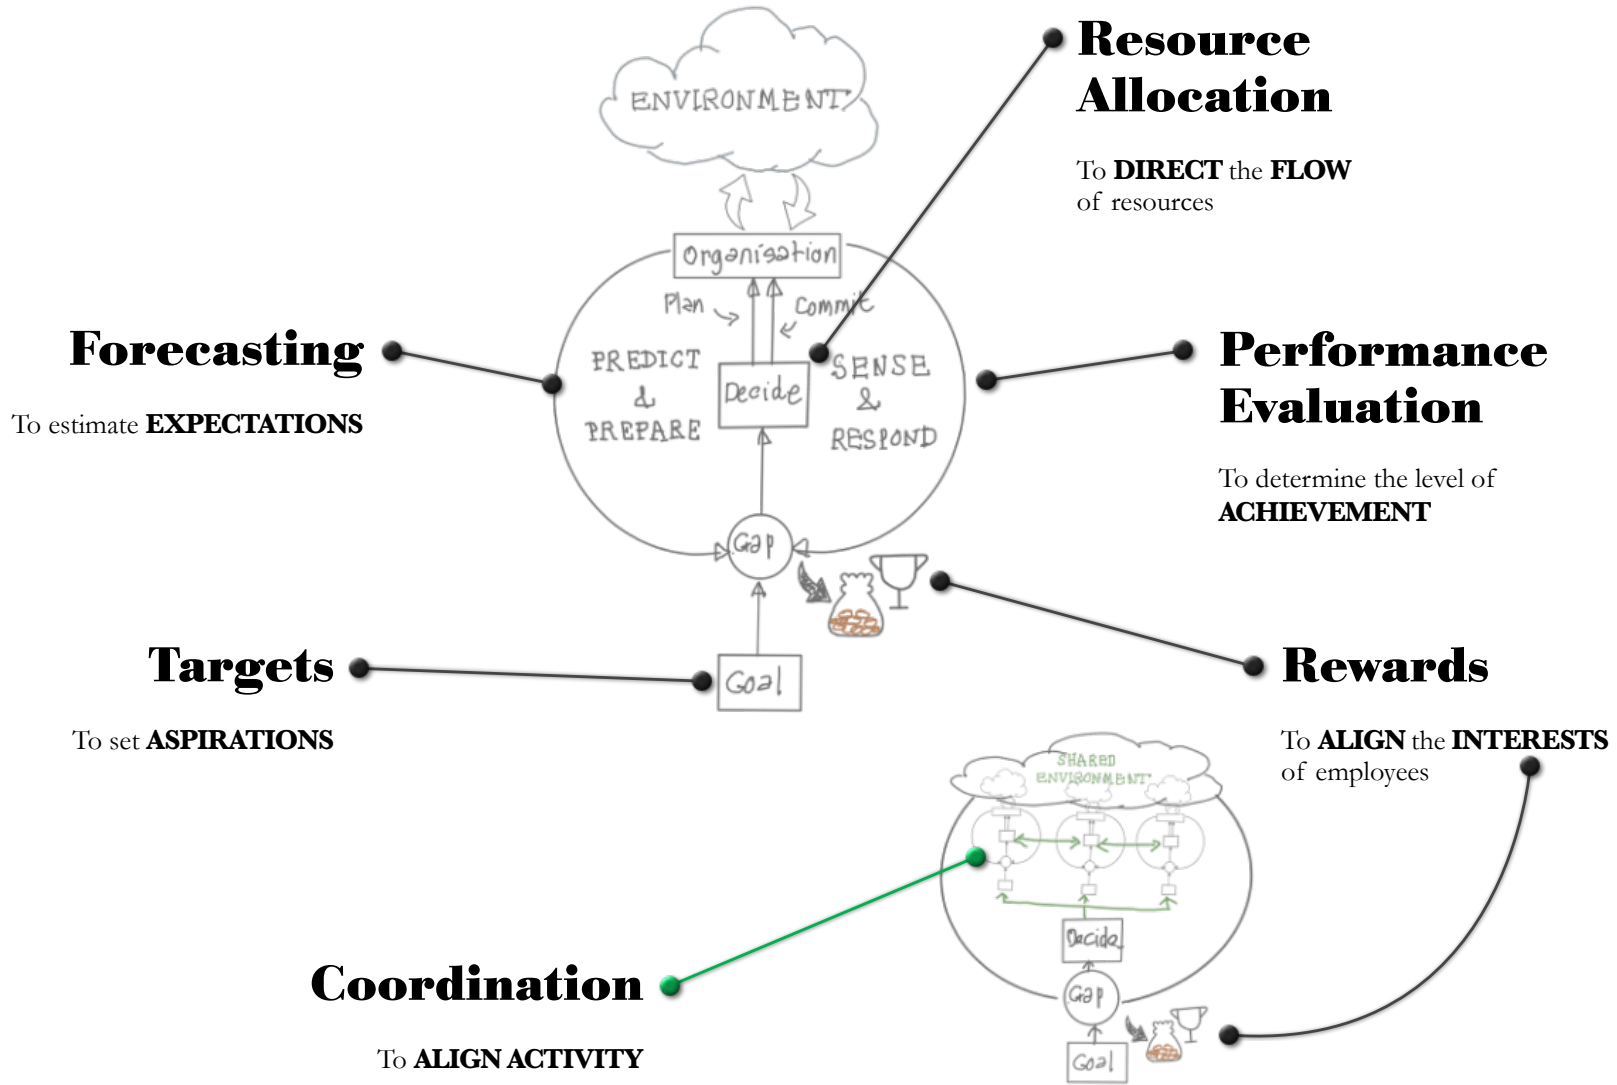 ENVIRONMENT
Resource
Allocation
To DIRECT the FLOW
of resources
Organisation
Plan
Commit
Forecasting
To estimate EXPECTATIONS
PREDICT
&
PREPARE
Decide
SENSE
&
RESPOND
Performance
Evaluation
To determine the level of
ACHIEVEMENT
Gap
Targets
To set ASPIRATIONS
Goal
Rewards
To ALIGN the INTERESTS
of employees
SHARED
ENVIRONMENT
Decide
Gap
Goal
Coordination
To ALIGN ACTIVITY